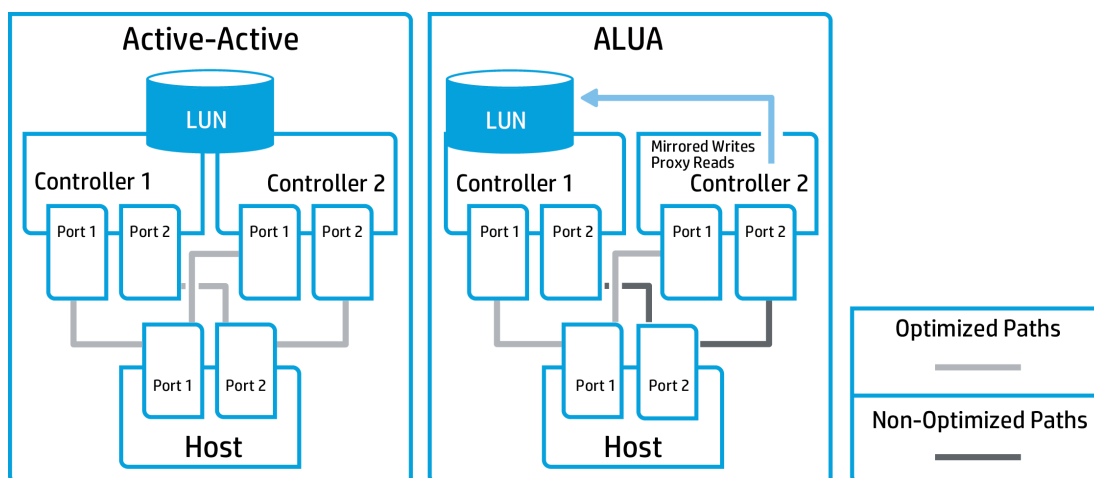 Active-Active
LUN
Controller 1
Controller 2
Port 1
Port 2
Port 1
Port 2
Port 1
Port 2
Host
ALUA
LUN
Mirrored Writes
Proxy Reads
Controller 1
Controller 2
Port 1
Port 2
Port 1
Port 2
Port 1
Port 2
Host
Optimized Paths
Non-Optimized Paths